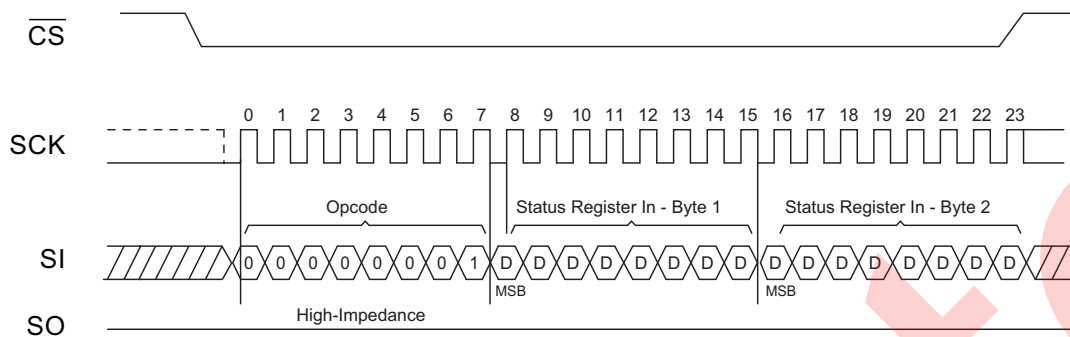 CS
0 1 2 3 4 5 6 7 8 9 10 11 12 13 14 15 16 17 18 19 20 21 22 23
SCK
Opcode Status Register In - Byte 1 Status Register In - Byte 2
SI 0 0 0 0 0 0 0 1 D D D D D D D D D D D D D D D D
MSB MSB
High-Impedance
SO